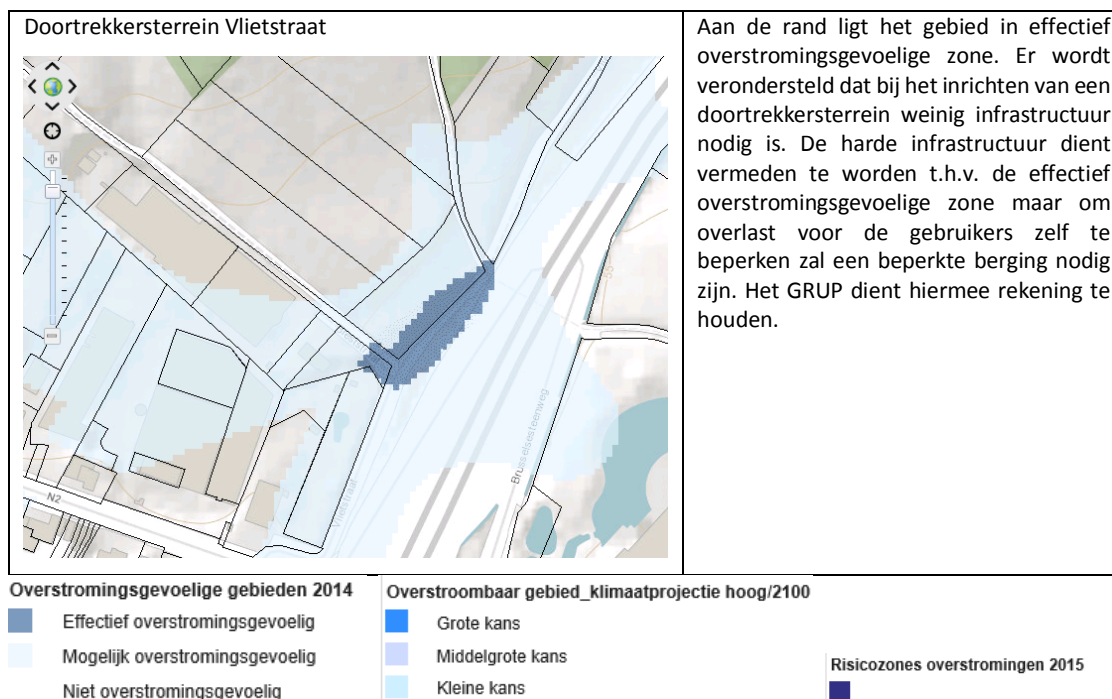 Doortrekkersterrein Vlietstraat
Aan de rand ligt het gebied in effectief
overstromingsgevoelige zone. Er wordt
verondersteld dat bij het inrichten van een
doortrekkersterrein weinig infrastructuur
nodig is. De harde infrastructuur dient
vermeden te worden t.h.v. de effectief
overstromingsgevoelige zone maar om
overlast voor de gebruikers zelf te
beperken zal een beperkte berging nodig
zijn. Het GRUP dient hiermee rekening te
houden.
55
Brusselsesteenweg
Vlietstraat
N2
Overstromingsgevoelige gebieden 2014
Effectief overstromingsgevoelig
Mogelijk overstromingsgevoelig
Niet overstromingsgevoelig
Overstroombaar gebied_klimaatprojectie hoog/2100
Grote kans
Middelgrote kans
Kleine kans
Risicozones overstromingen 2015